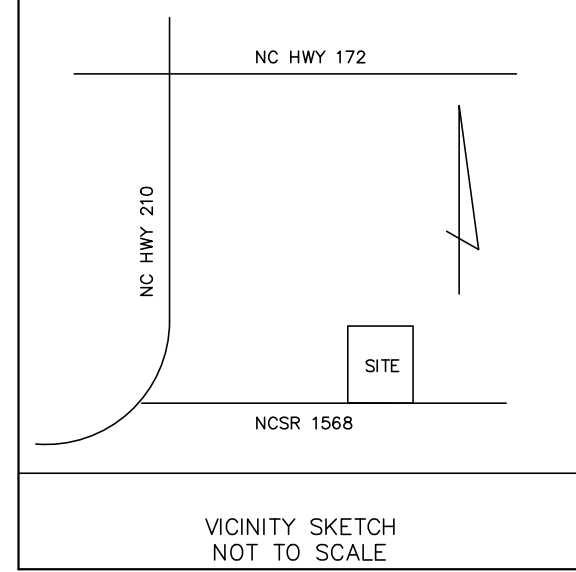 NC HWY 172
NC HWY 210
SITE
NCSR 1568
VICINITY SKETCH
NOT TO SCALE